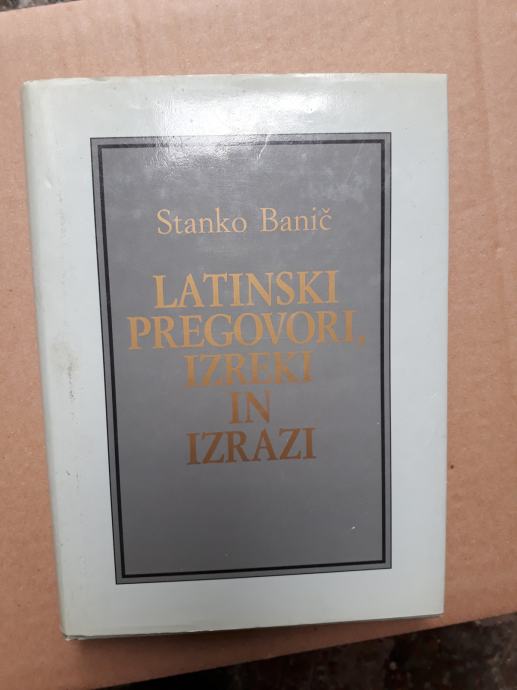 Stanko Banič
LATINSKI
PREGOVORI,
IZREKI
IN
IZRAZI